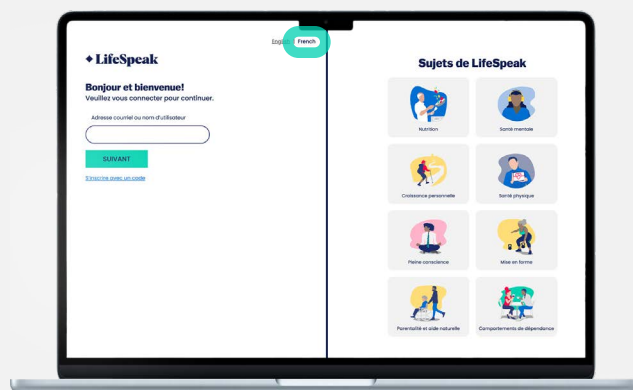 English French
LifeSpeak
Bonjour et bienvenue!
Veuillez vous connecter pour continuer.
Adresse courriel ou nom d'utilisateur
SUIVANT
S'inscrire avec un code
Sujets de LifeSpeak
Nutrition
Santé mentale
Croissance personnelle
Santé physique
Pleine conscience
Mise en forme
Parentalité et aide naturelle
Comportements de dépendance